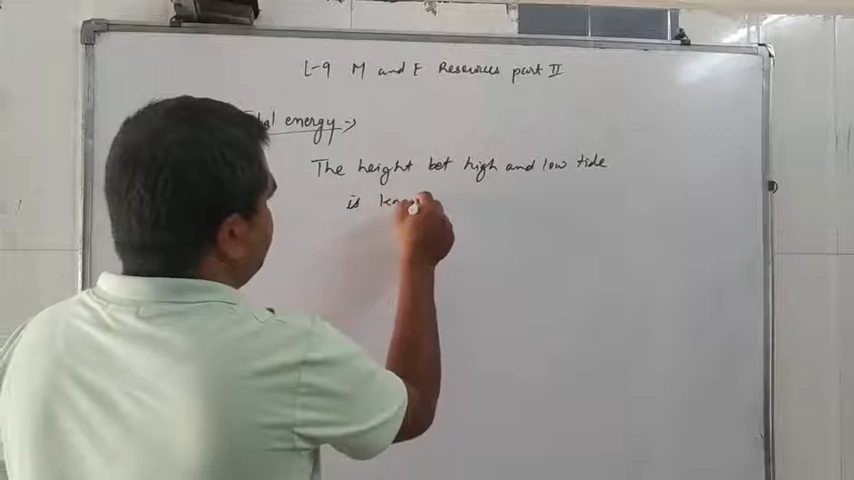 L-9 M and E Resources part II
energy →
The height bet high and low tide
is